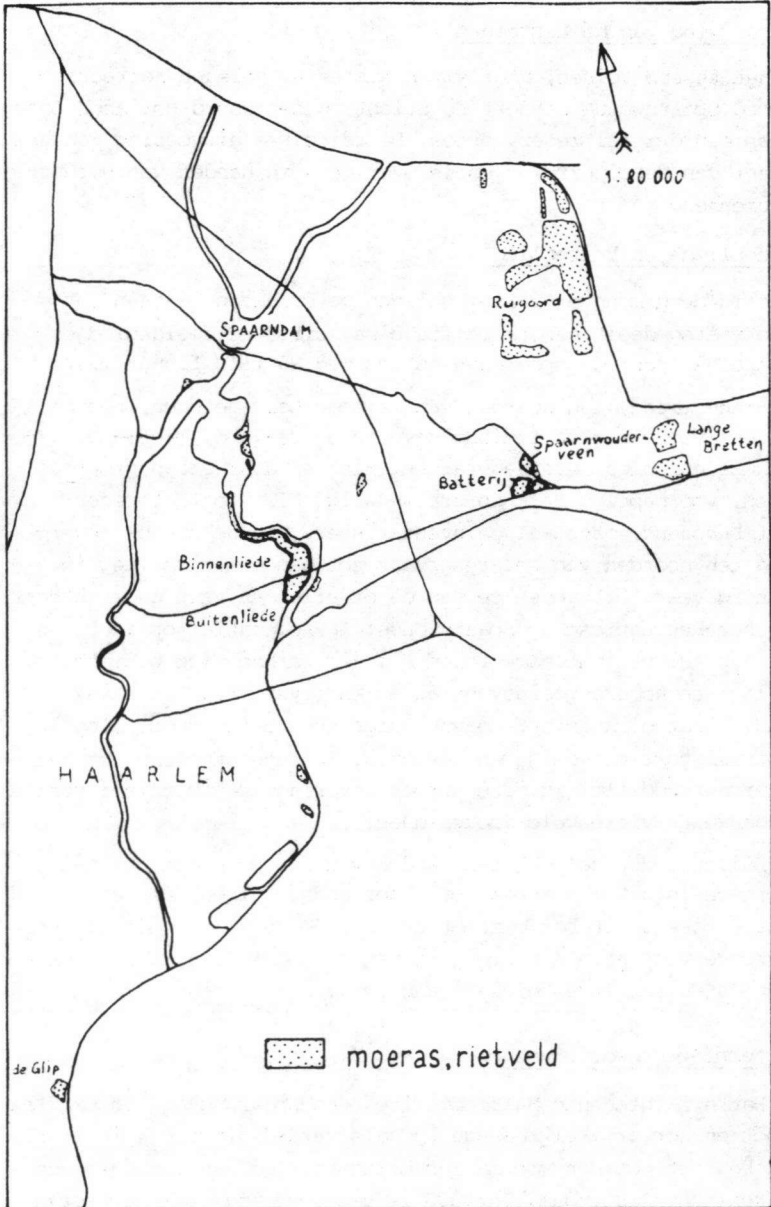 1:80 000
SPAARNDAM
Ruigoord
Spaarnwouder-
veen
Lange
Bretten
Batterij
Binnenliede
Buitenliede
HAARLEM
de Glip
moeras, rietveld